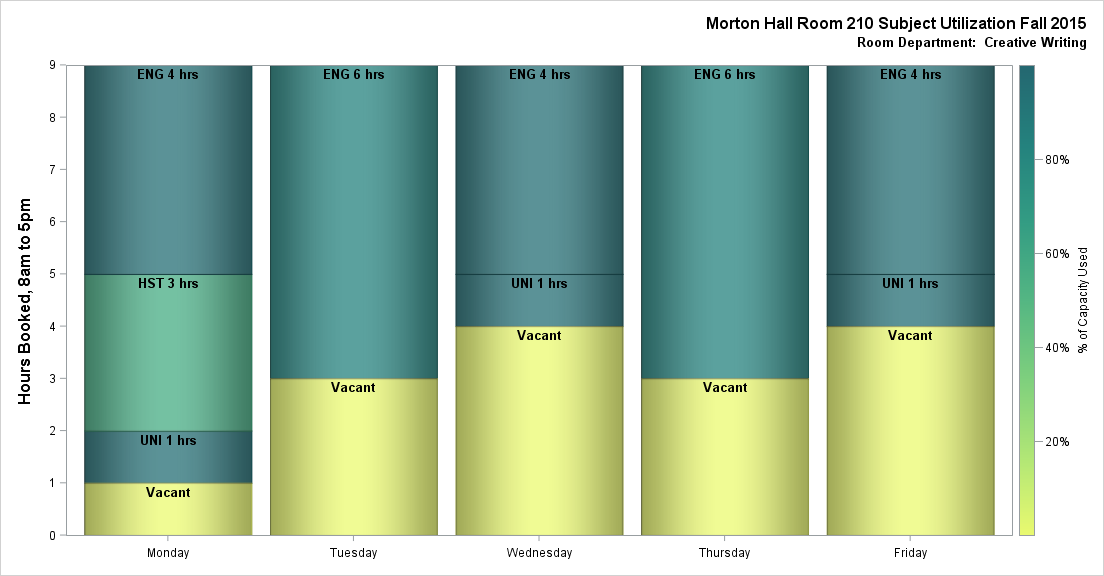 Morton Hall Room 210 Subject Utilization Fall 2015
Room Department: Creative Writing
Hours Booked, 8am to 5pm
9
8
7
6
5
4
3
2
1
0
ENG 4 hrs
HST 3 hrs
UNI 1 hrs
Vacant
ENG 6 hrs
Vacant
ENG 4 hrs
UNI 1 hrs
Vacant
ENG 6 hrs
Vacant
ENG 4 hrs
UNI 1 hrs
Vacant
Monday
Tuesday
Wednesday
Thursday
Friday
80%
60%
40%
20%
% of Capacity Used